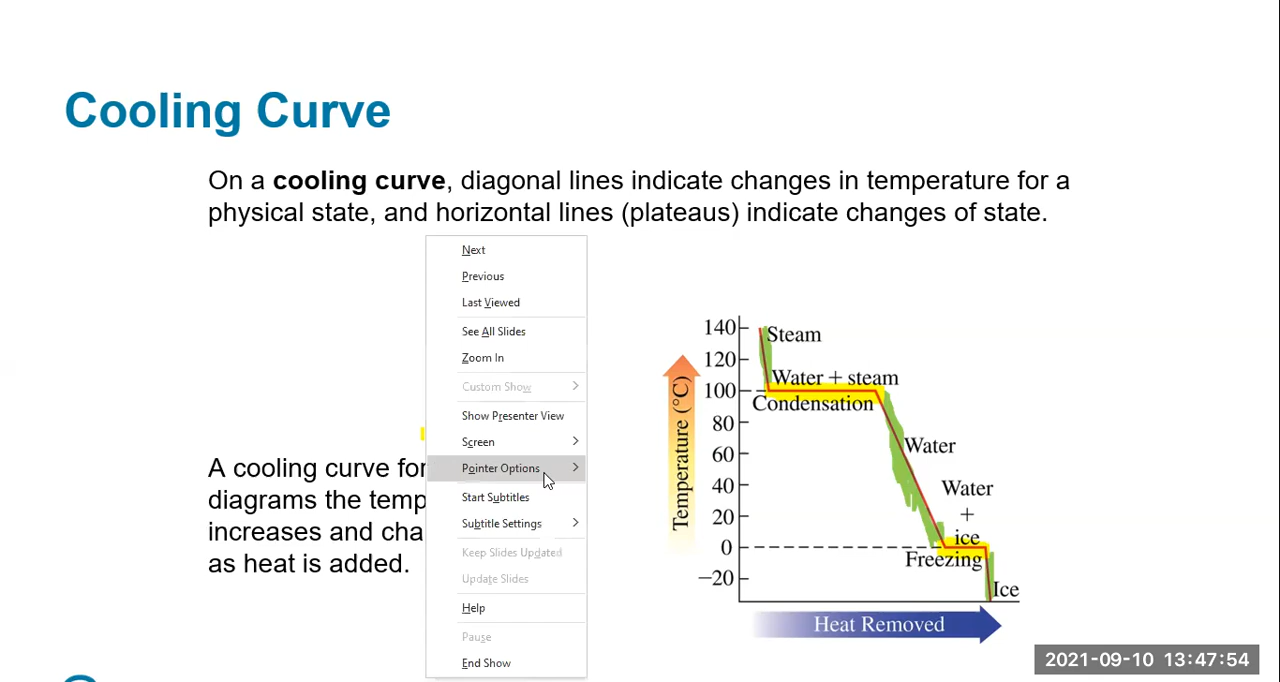 Cooling Curve
On a cooling curve, diagonal lines indicate changes in temperature for a
physical state, and horizontal lines (plateaus) indicate changes of state.
Next
Previous
Last Viewed
See All Slides
Zoom In
Custom Show
Show Presenter View
Screen
Pointer Options
Start Subtitles
Subtitle Settings
Keep Slides Updated
Update Slides
Help
Pause
End Show
A cooling curve for
diagrams the temp
increases and cha
as heat is added.
Temperature (°C)
140
120
100
80
60
40
20
0
−20
Steam
Water + steam
Condensation
Water
Water
+
ice
Freezing
Ice
Heat Removed
2021-09-10 13:47:54